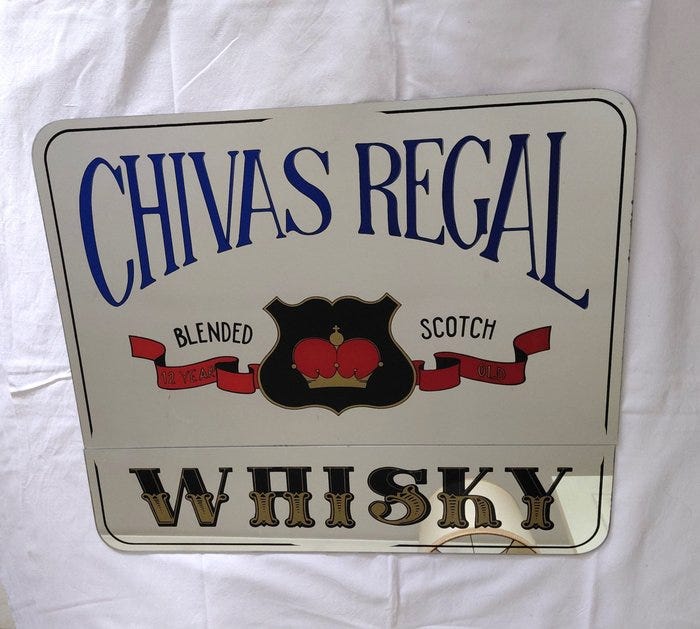 CHIVAS REGAL
BLENDED SCOTCH
12 YEAR OLD
WHISKY